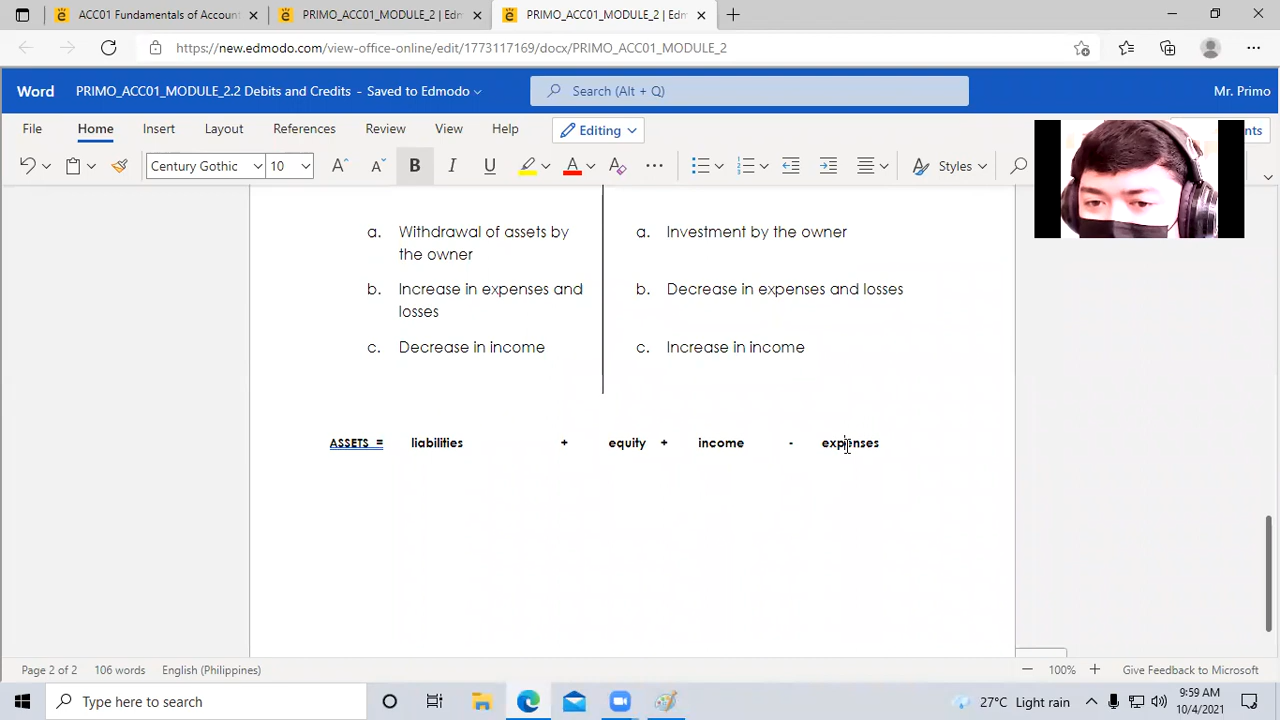 ACC01 Fundamentals of Accoun
PRIMO_MODULE_2 | Edm
PRIMO_ACC01_MODULE_2 | Edm
https://new.edmodo.com/view-office-online/edit/1773117169/docx/PRIMO_ACC01_MODULE_2
Word PRIMO_ACC01_MODULE_2.2 Debits and Credits - Saved to Edmodo Search (Alt + Q) Mr. Primo
File Home Insert Layout References Review View Help Editing
Century Gothic 10 B I U A Styles
a. Withdrawal of assets by
the owner
b. Increase in expenses and
losses
c. Decrease in income
a. Investment by the owner
b. Decrease in expenses and losses
c. Increase in income
ASSETS = liabilities + equity + income - expenses
Page 2 of 2 106 words English (Philippines) 100% Give Feedback to Microsoft
Type here to search 27°C Light rain 9:59 AM
10/4/2021